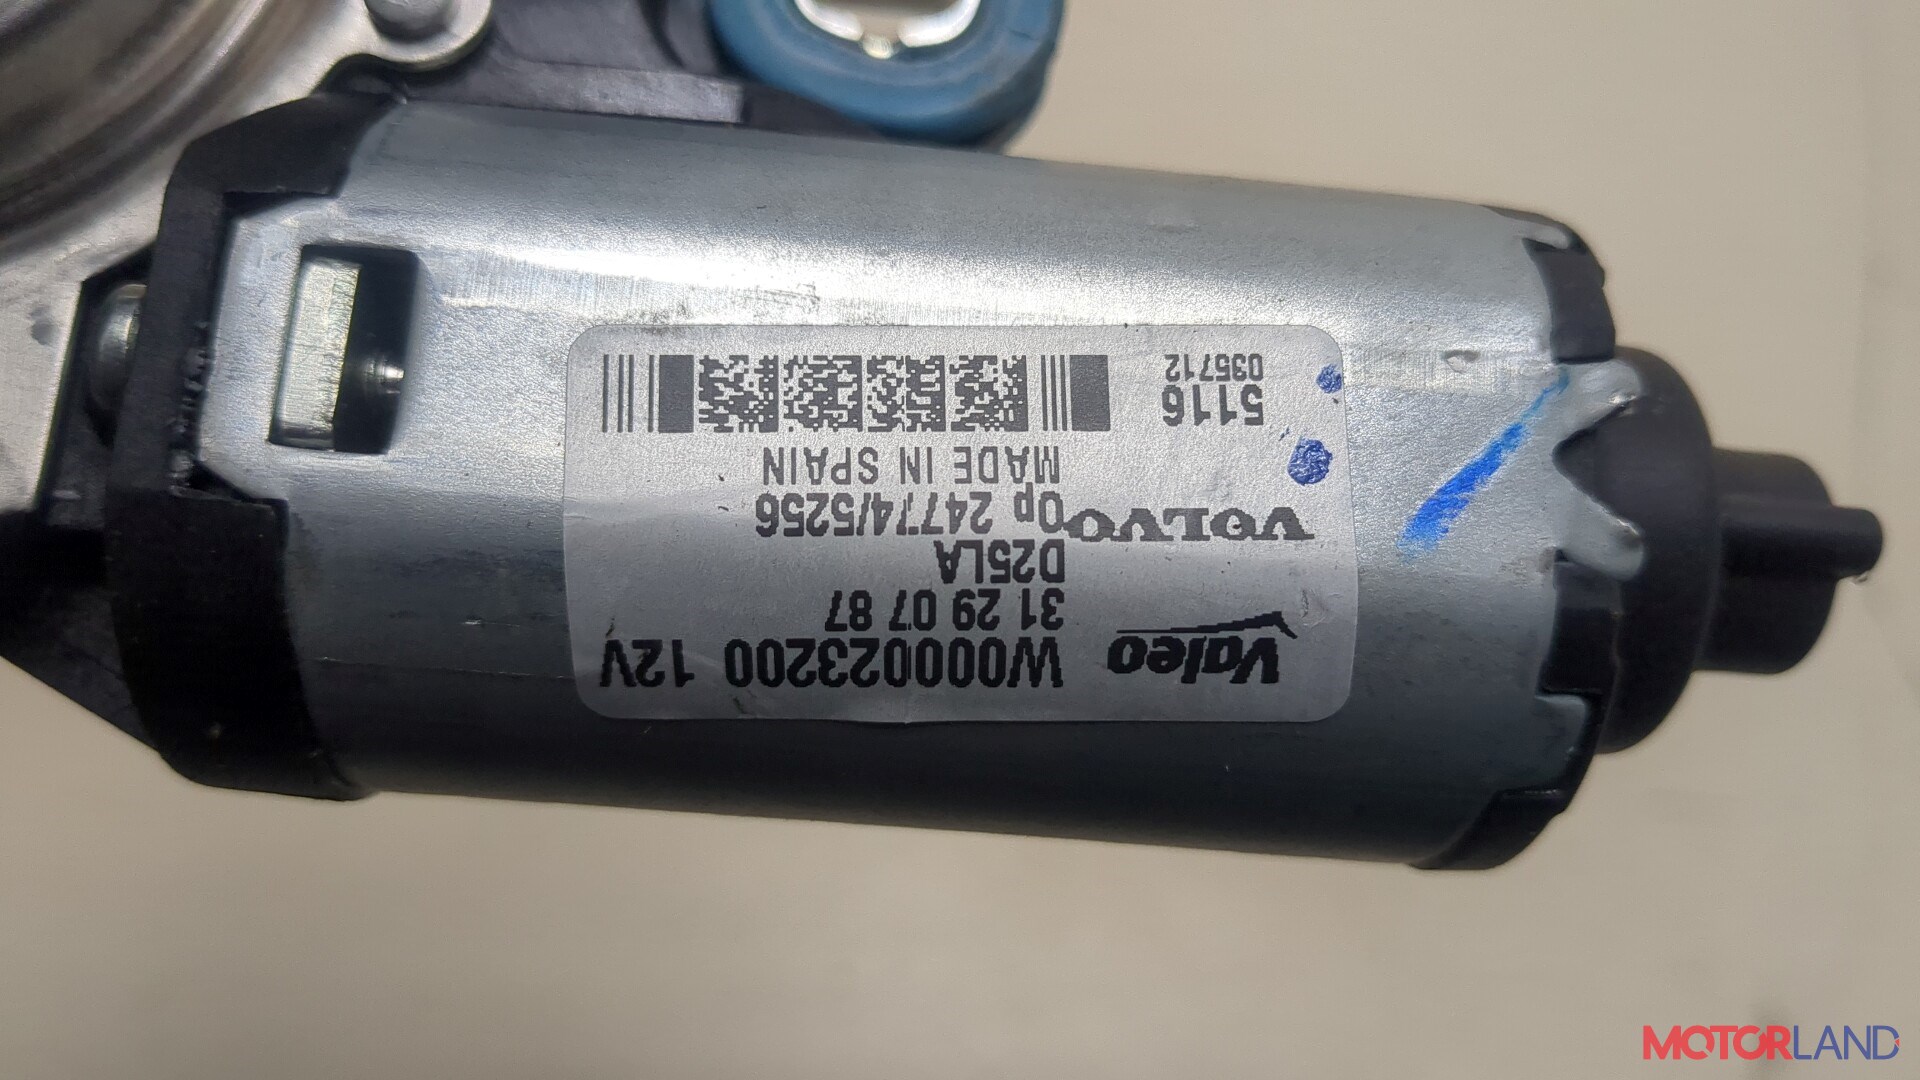 Valeo W000023200 12V
31 29 07 87
D25LA
VOLVO Op 24774/5256
MADE IN SPAIN
5116
035712
MOTORLAND